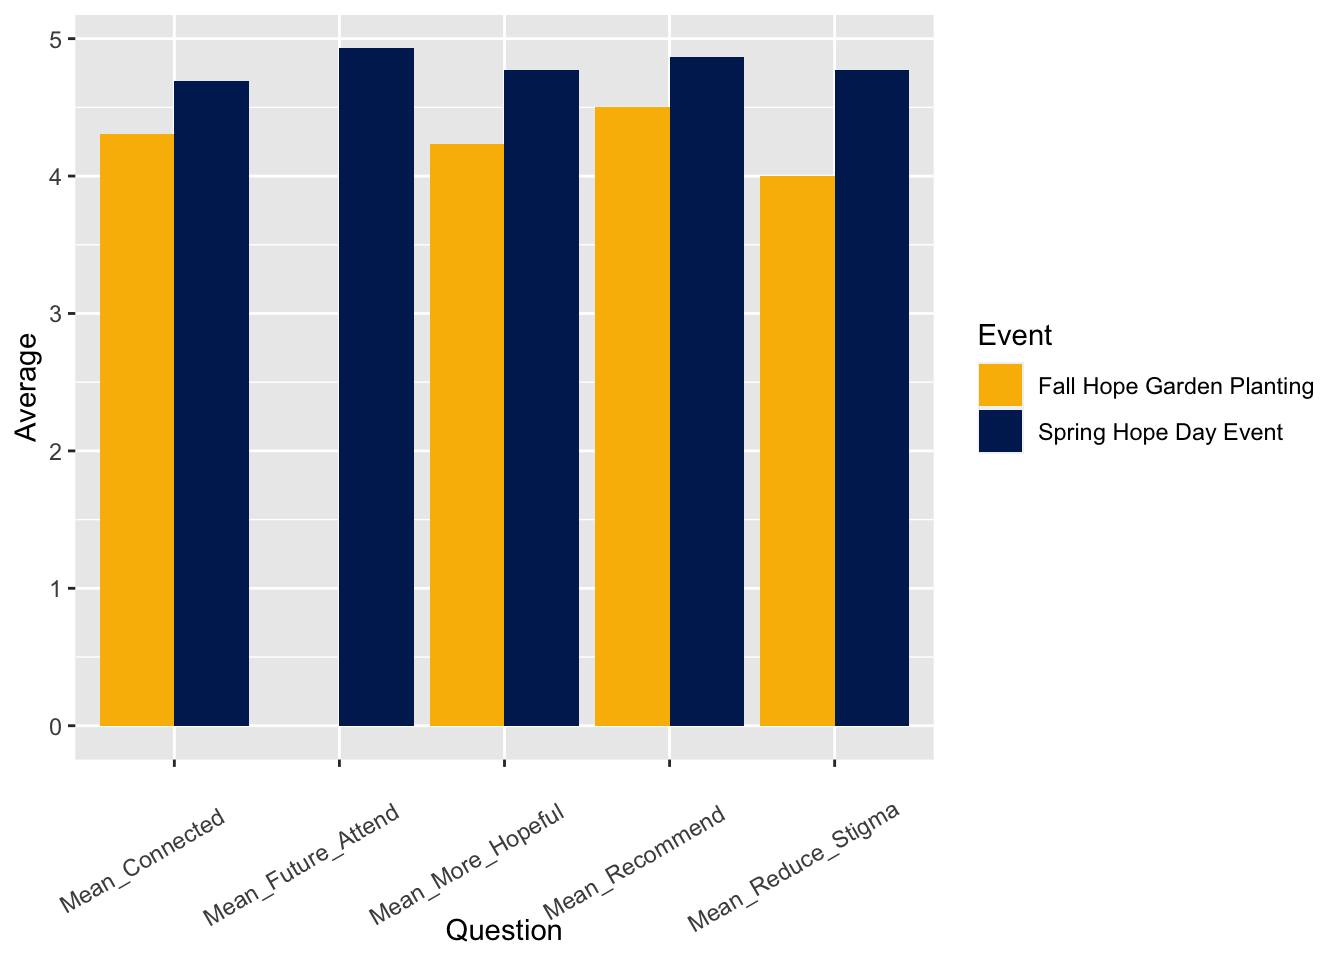 5
4
3
2
1
0
Average
Mean_Connected
Mean_Future_Attend
Mean_More_Hopeful
Mean_Recommend
Mean_Reduce_Stigma
Question
Event
Fall Hope Garden Planting
Spring Hope Day Event